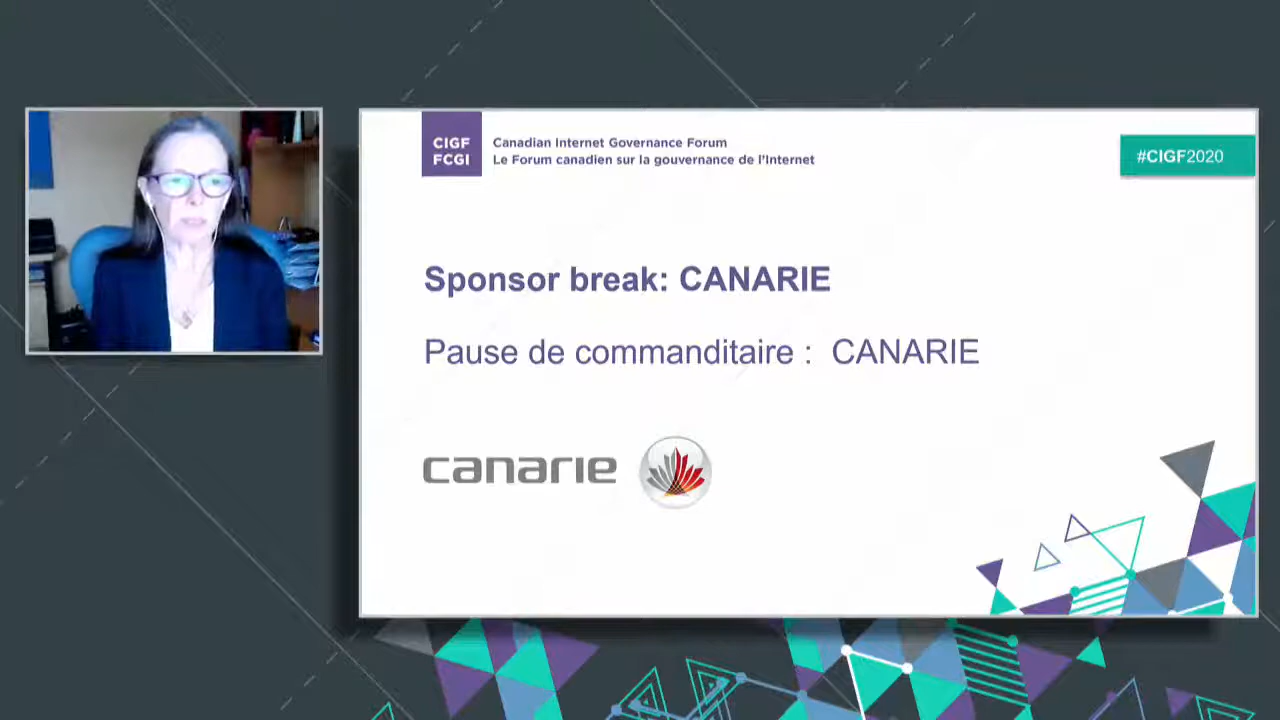 CIGF
FCGI
Canadian Internet Governance Forum
Le Forum canadien sur la gouvernance de l'Internet
#CIGF2020
Sponsor break: CANARIE
Pause de commanditaire : CANARIE
canarie